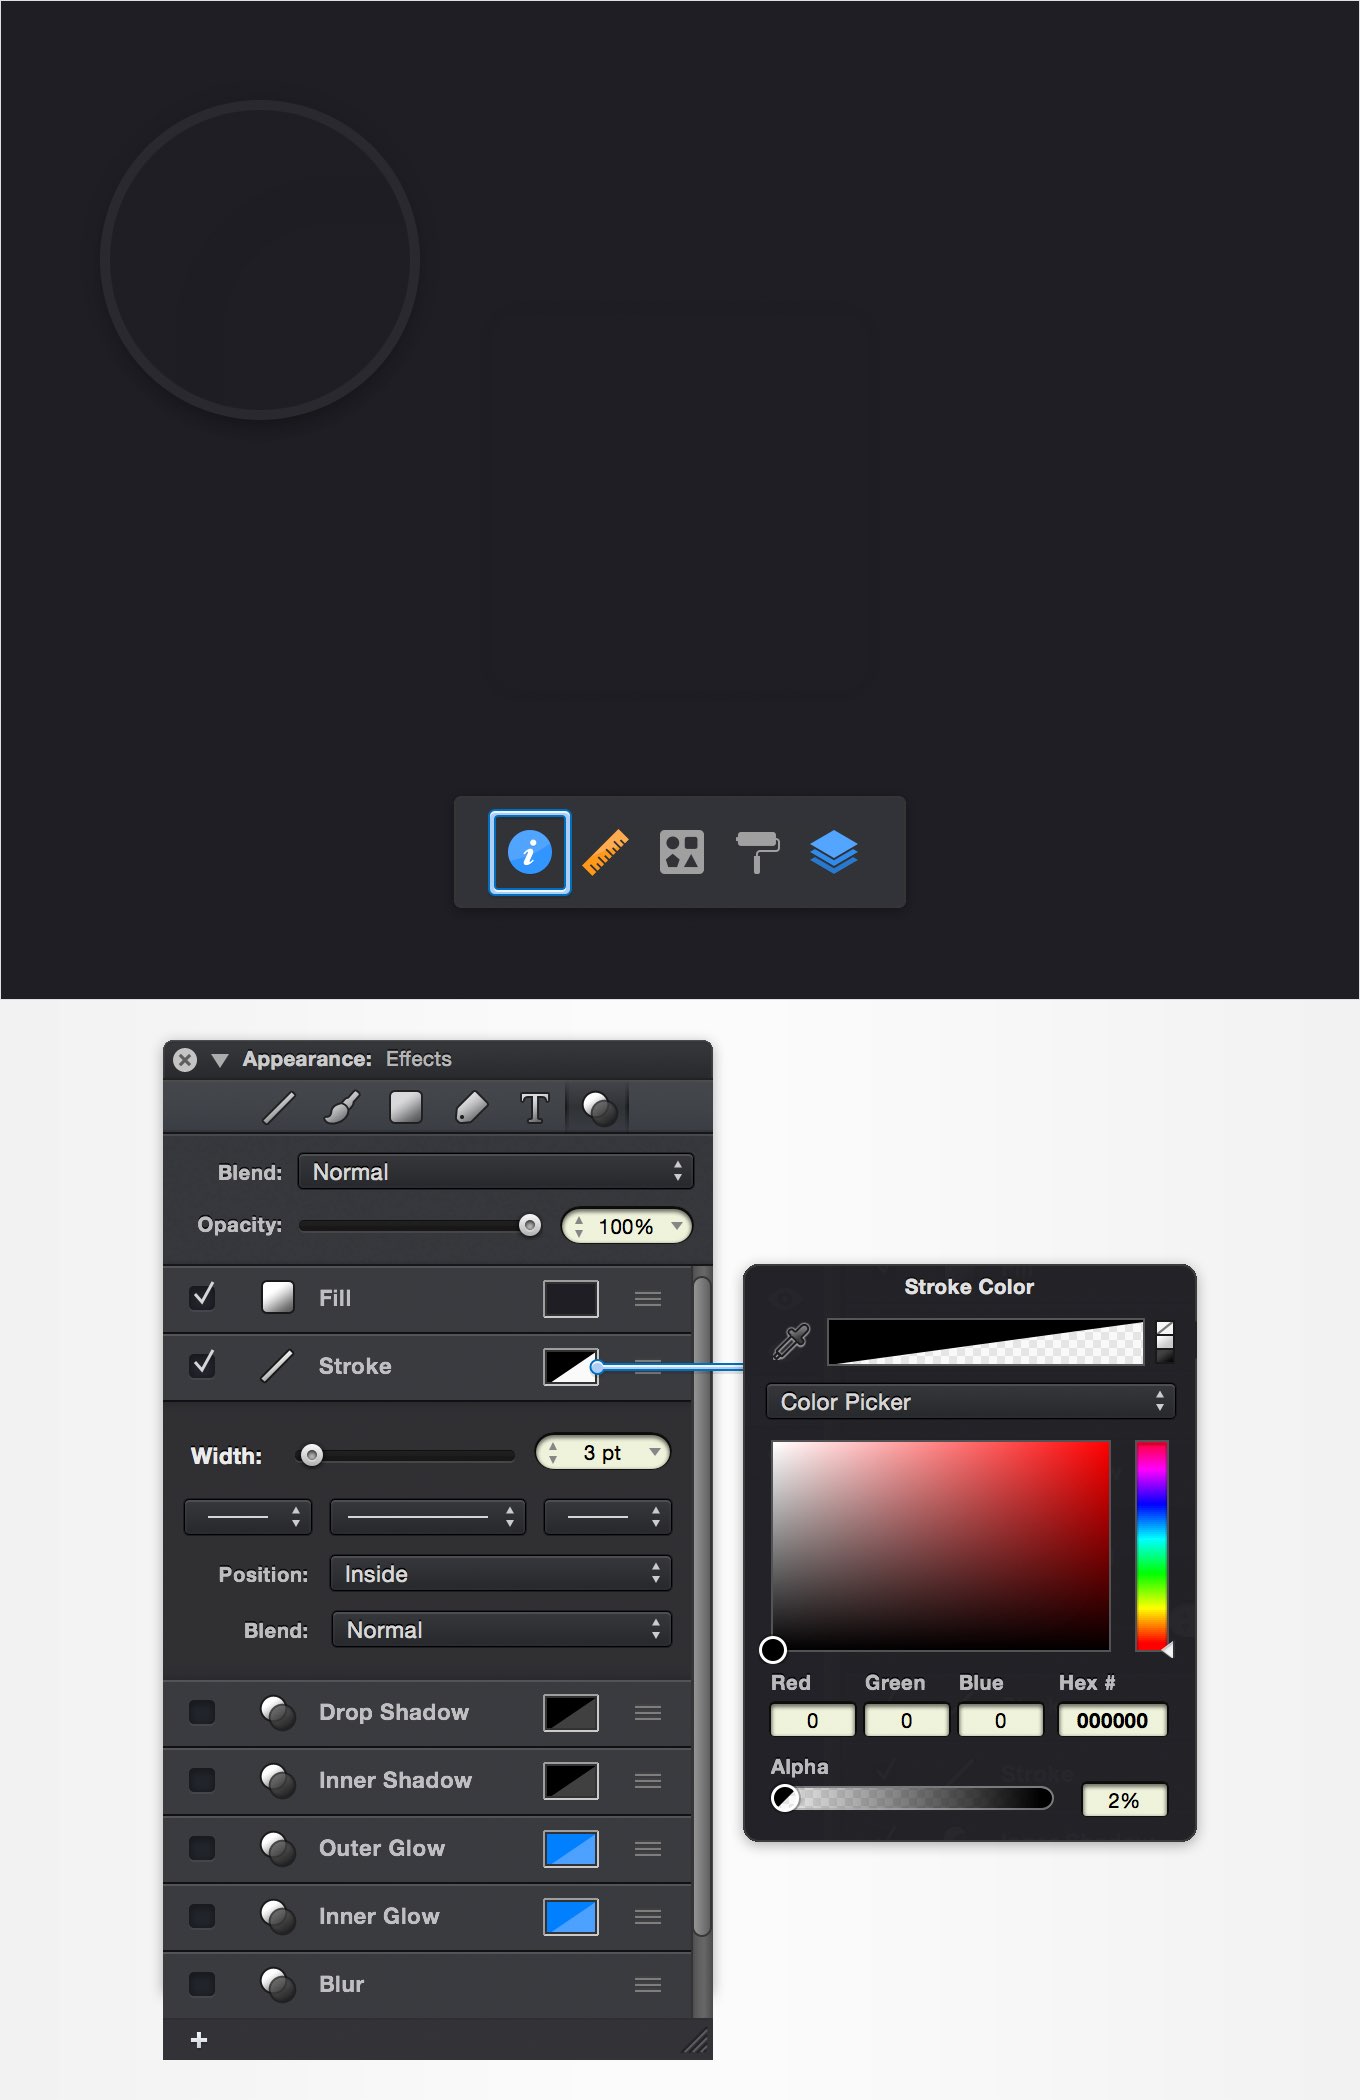 i
Appearance: Effects
T
Blend: Normal
Opacity: 100%
Fill
Stroke
Width: 3 pt
Position: Inside
Blend: Normal
Drop Shadow
Inner Shadow
Outer Glow
Inner Glow
Blur
+
Stroke Color
Color Picker
Red Green Blue Hex #
0 0 0 000000
Alpha
Stroke
2%